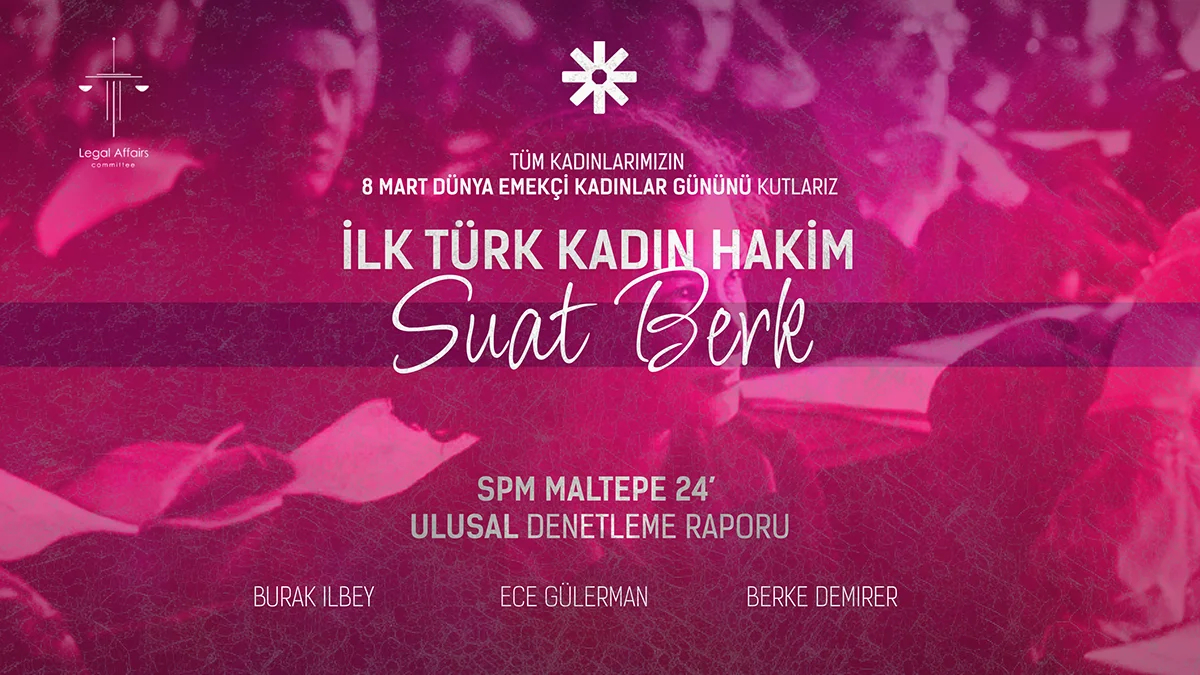 Legal Affairs
committee
TÜM KADINLARIMIZIN
8 MART DÜNYA EMEKÇİ KADINLAR GÜNÜNÜ KUTLARIZ
İLK TÜRK KADIN HAKİM
Suat Berk
SPM MALTEPE 24'
ULUSAL DENETLEME RAPORU
BURAK ILBEY
ECE GÜLERMAN
BERKE DEMIRER